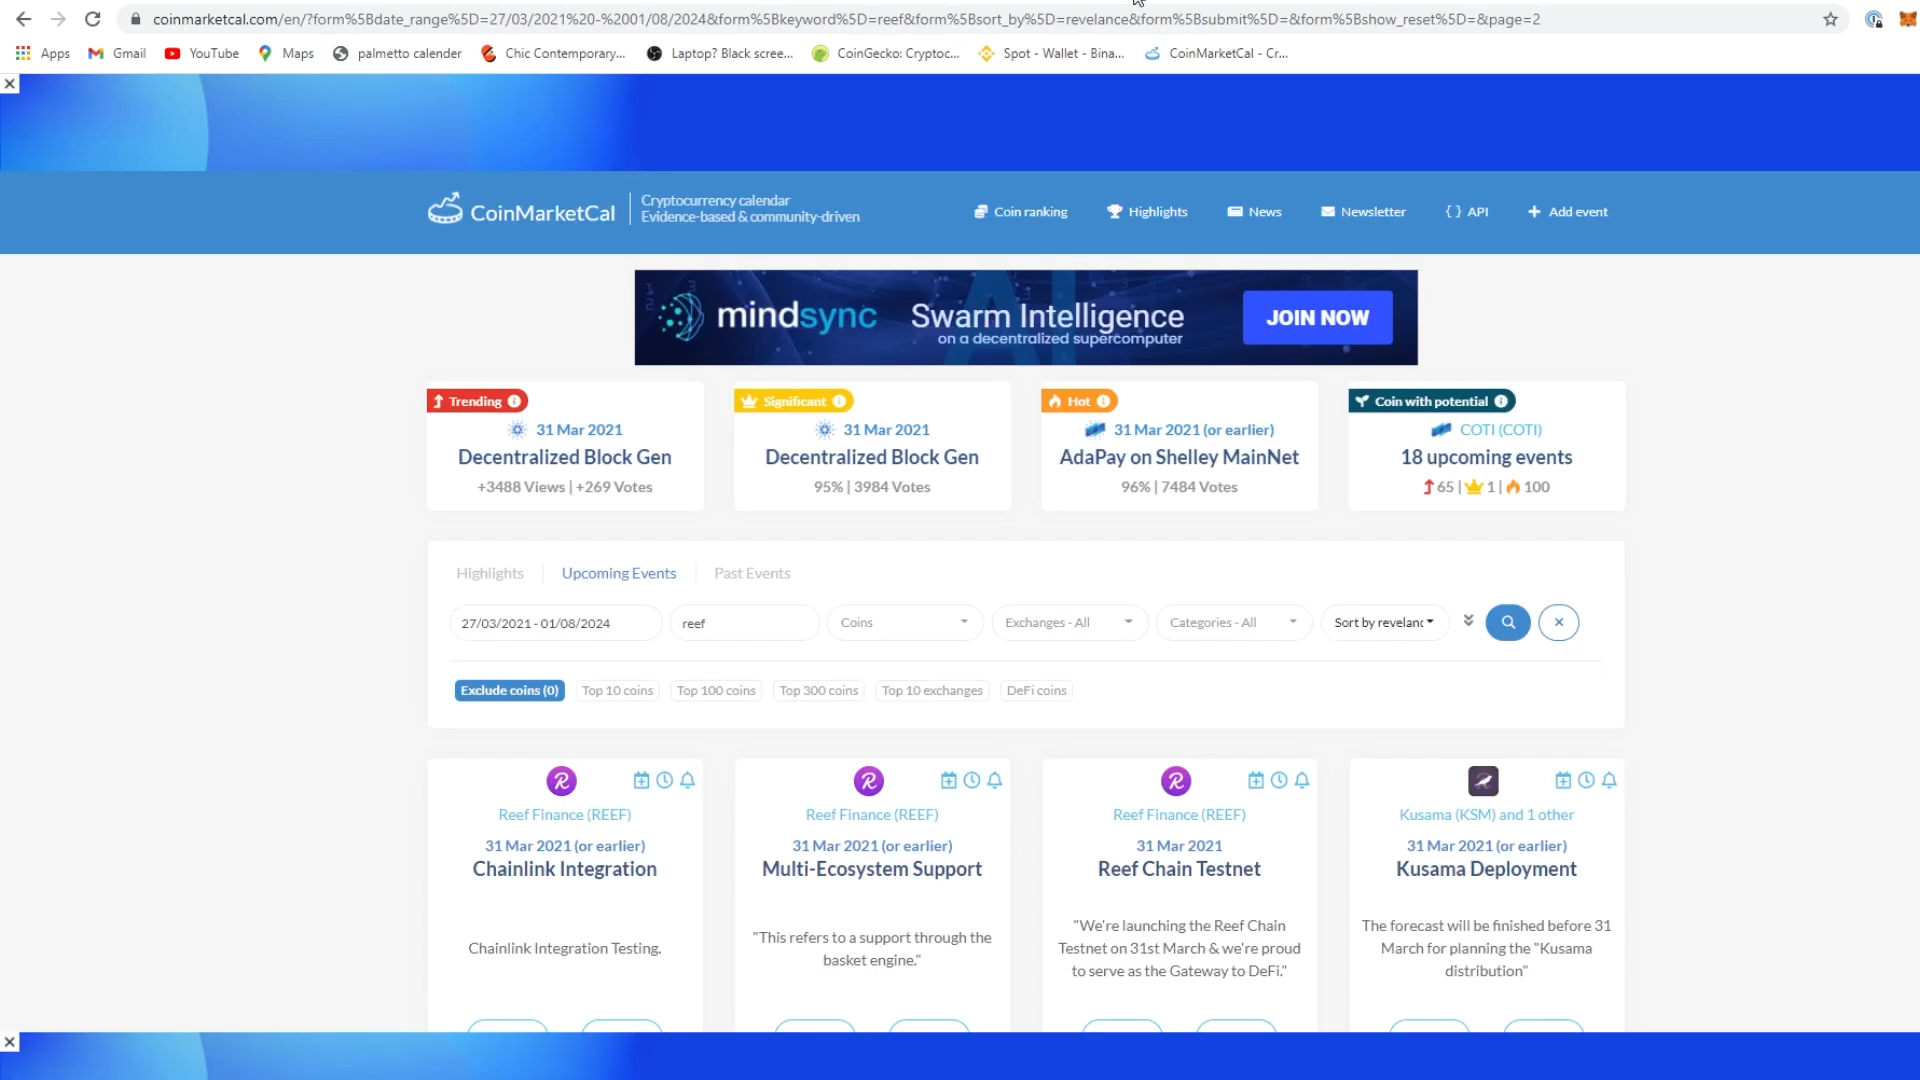 coinmarketcal.com/en/?form%5Bdate_range%5D=27/03/2021%20-%2001/08/2024&form%5Bkeyword%5D=reef&form%5Bsort_by%5D=revelance&form%5Bsubmit%5D=&form%5Bshow_reset%5D=&page=2
Apps Gmail YouTube Maps palmetto calender Chic Contemporary... Laptop? Black scree... CoinGecko: Cryptoc... Spot - Wallet - Bina... CoinMarketCal - Cr...
CoinMarketCal
Cryptocurrency calendar
Evidence-based & community-driven
Coin ranking Highlights News Newsletter API Add event
mindsync Swarm Intelligence
on a decentralized supercomputer
JOIN NOW
Trending
31 Mar 2021
Decentralized Block Gen
+3488 Views | +269 Votes
Significant
31 Mar 2021
Decentralized Block Gen
95% | 3984 Votes
Hot
31 Mar 2021 (or earlier)
AdaPay on Shelley MainNet
96% | 7484 Votes
Coin with potential
COTI (COTI)
18 upcoming events
65 | 1 | 100
Highlights Upcoming Events Past Events
27/03/2021 - 01/08/2024 reef Coins Exchanges - All Categories - All Sort by revelanc
Exclude coins (0) Top 10 coins Top 100 coins Top 300 coins Top 10 exchanges DeFi coins
Reef Finance (REEF)
31 Mar 2021 (or earlier)
Chainlink Integration
Chainlink Integration Testing.
Reef Finance (REEF)
31 Mar 2021 (or earlier)
Multi-Ecosystem Support
"This refers to a support through the
basket engine."
Reef Finance (REEF)
31 Mar 2021
Reef Chain Testnet
"We're launching the Reef Chain
Testnet on 31st March & we're proud
to serve as the Gateway to DeFi."
Kusama (KSM) and 1 other
31 Mar 2021 (or earlier)
Kusama Deployment
The forecast will be finished before 31
March for planning the "Kusama
distribution"